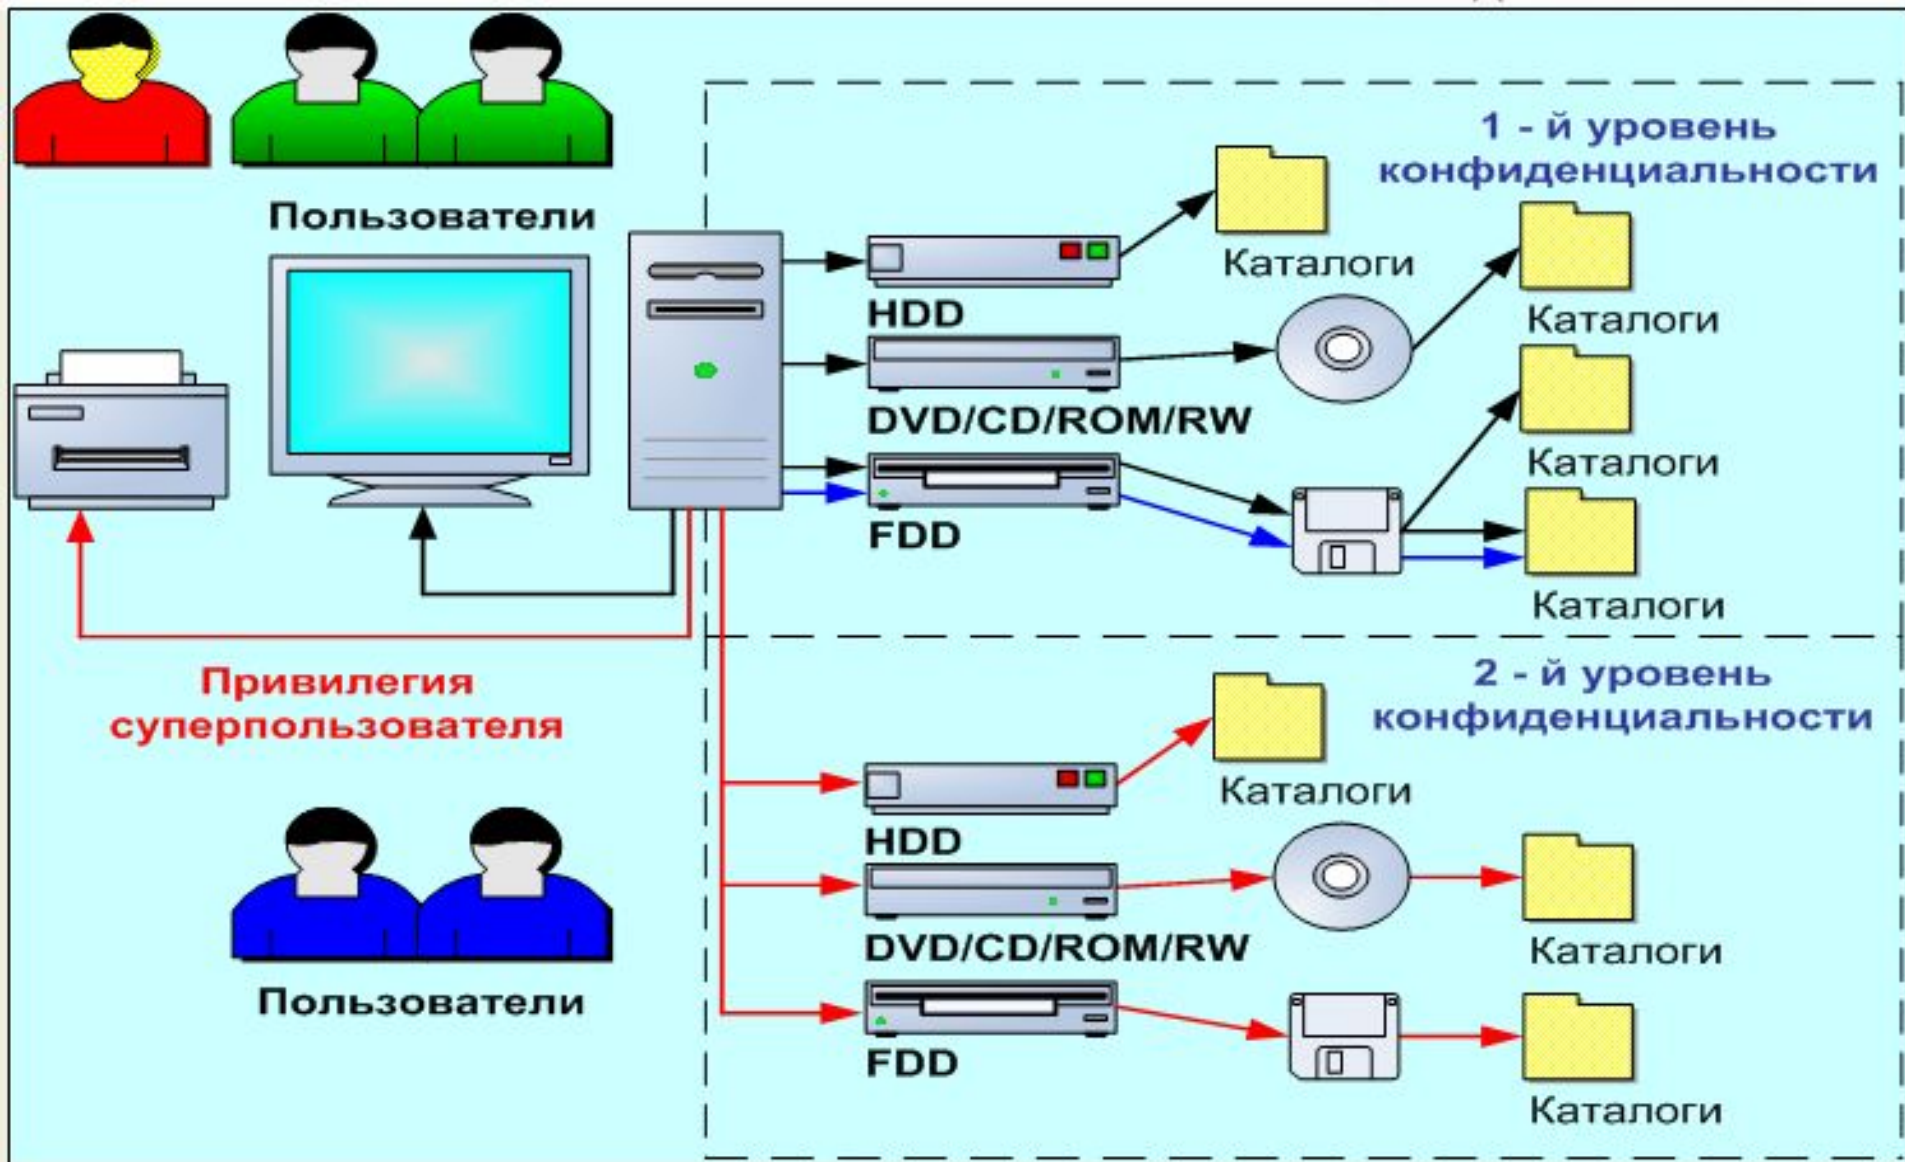 1 - й уровень
конфиденциальности
Пользователи
Каталоги
HDD
Каталоги
DVD/CD/ROM/RW
Каталоги
FDD
Каталоги
Привилегия
суперпользователя
2 - й уровень
конфиденциальности
Каталоги
HDD
DVD/CD/ROM/RW
Каталоги
Пользователи
FDD
Каталоги